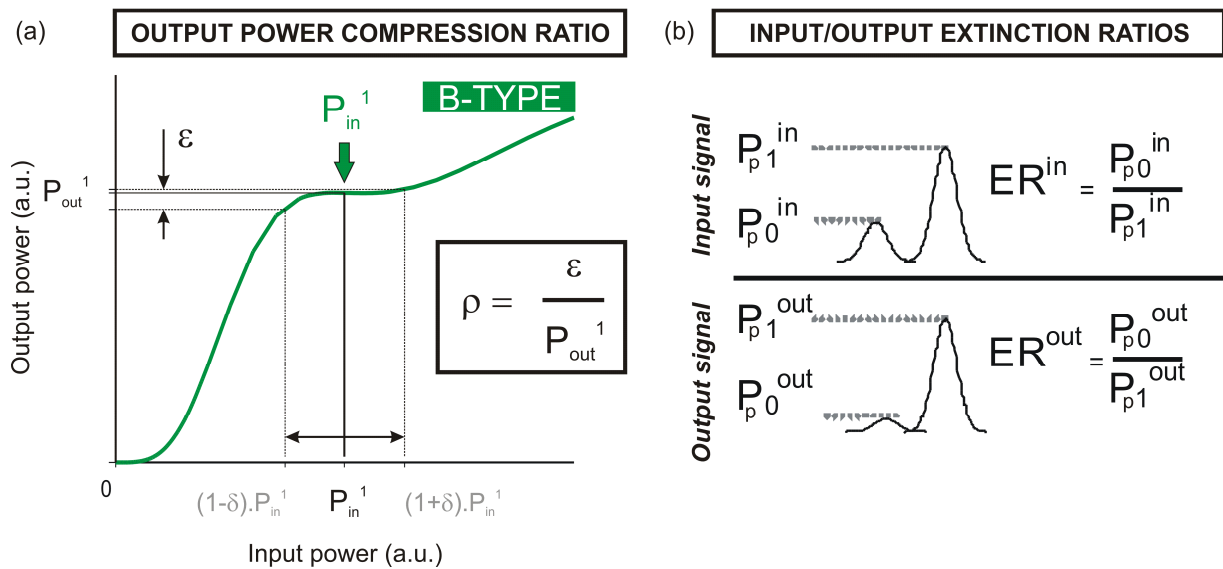 (a) OUTPUT POWER COMPRESSION RATIO
B-TYPE
P_in^1
ε
P_out^1
Output power (a.u.)
ρ = ε / P_out^1
0
(1-δ).P_in^1
P_in^1
(1+δ).P_in^1
Input power (a.u.)
(b) INPUT/OUTPUT EXTINCTION RATIOS
Input signal
P_p1^in
P_p0^in
ER^in = P_p0^in / P_p1^in
Output signal
P_p1^out
P_p0^out
ER^out = P_p0^out / P_p1^out